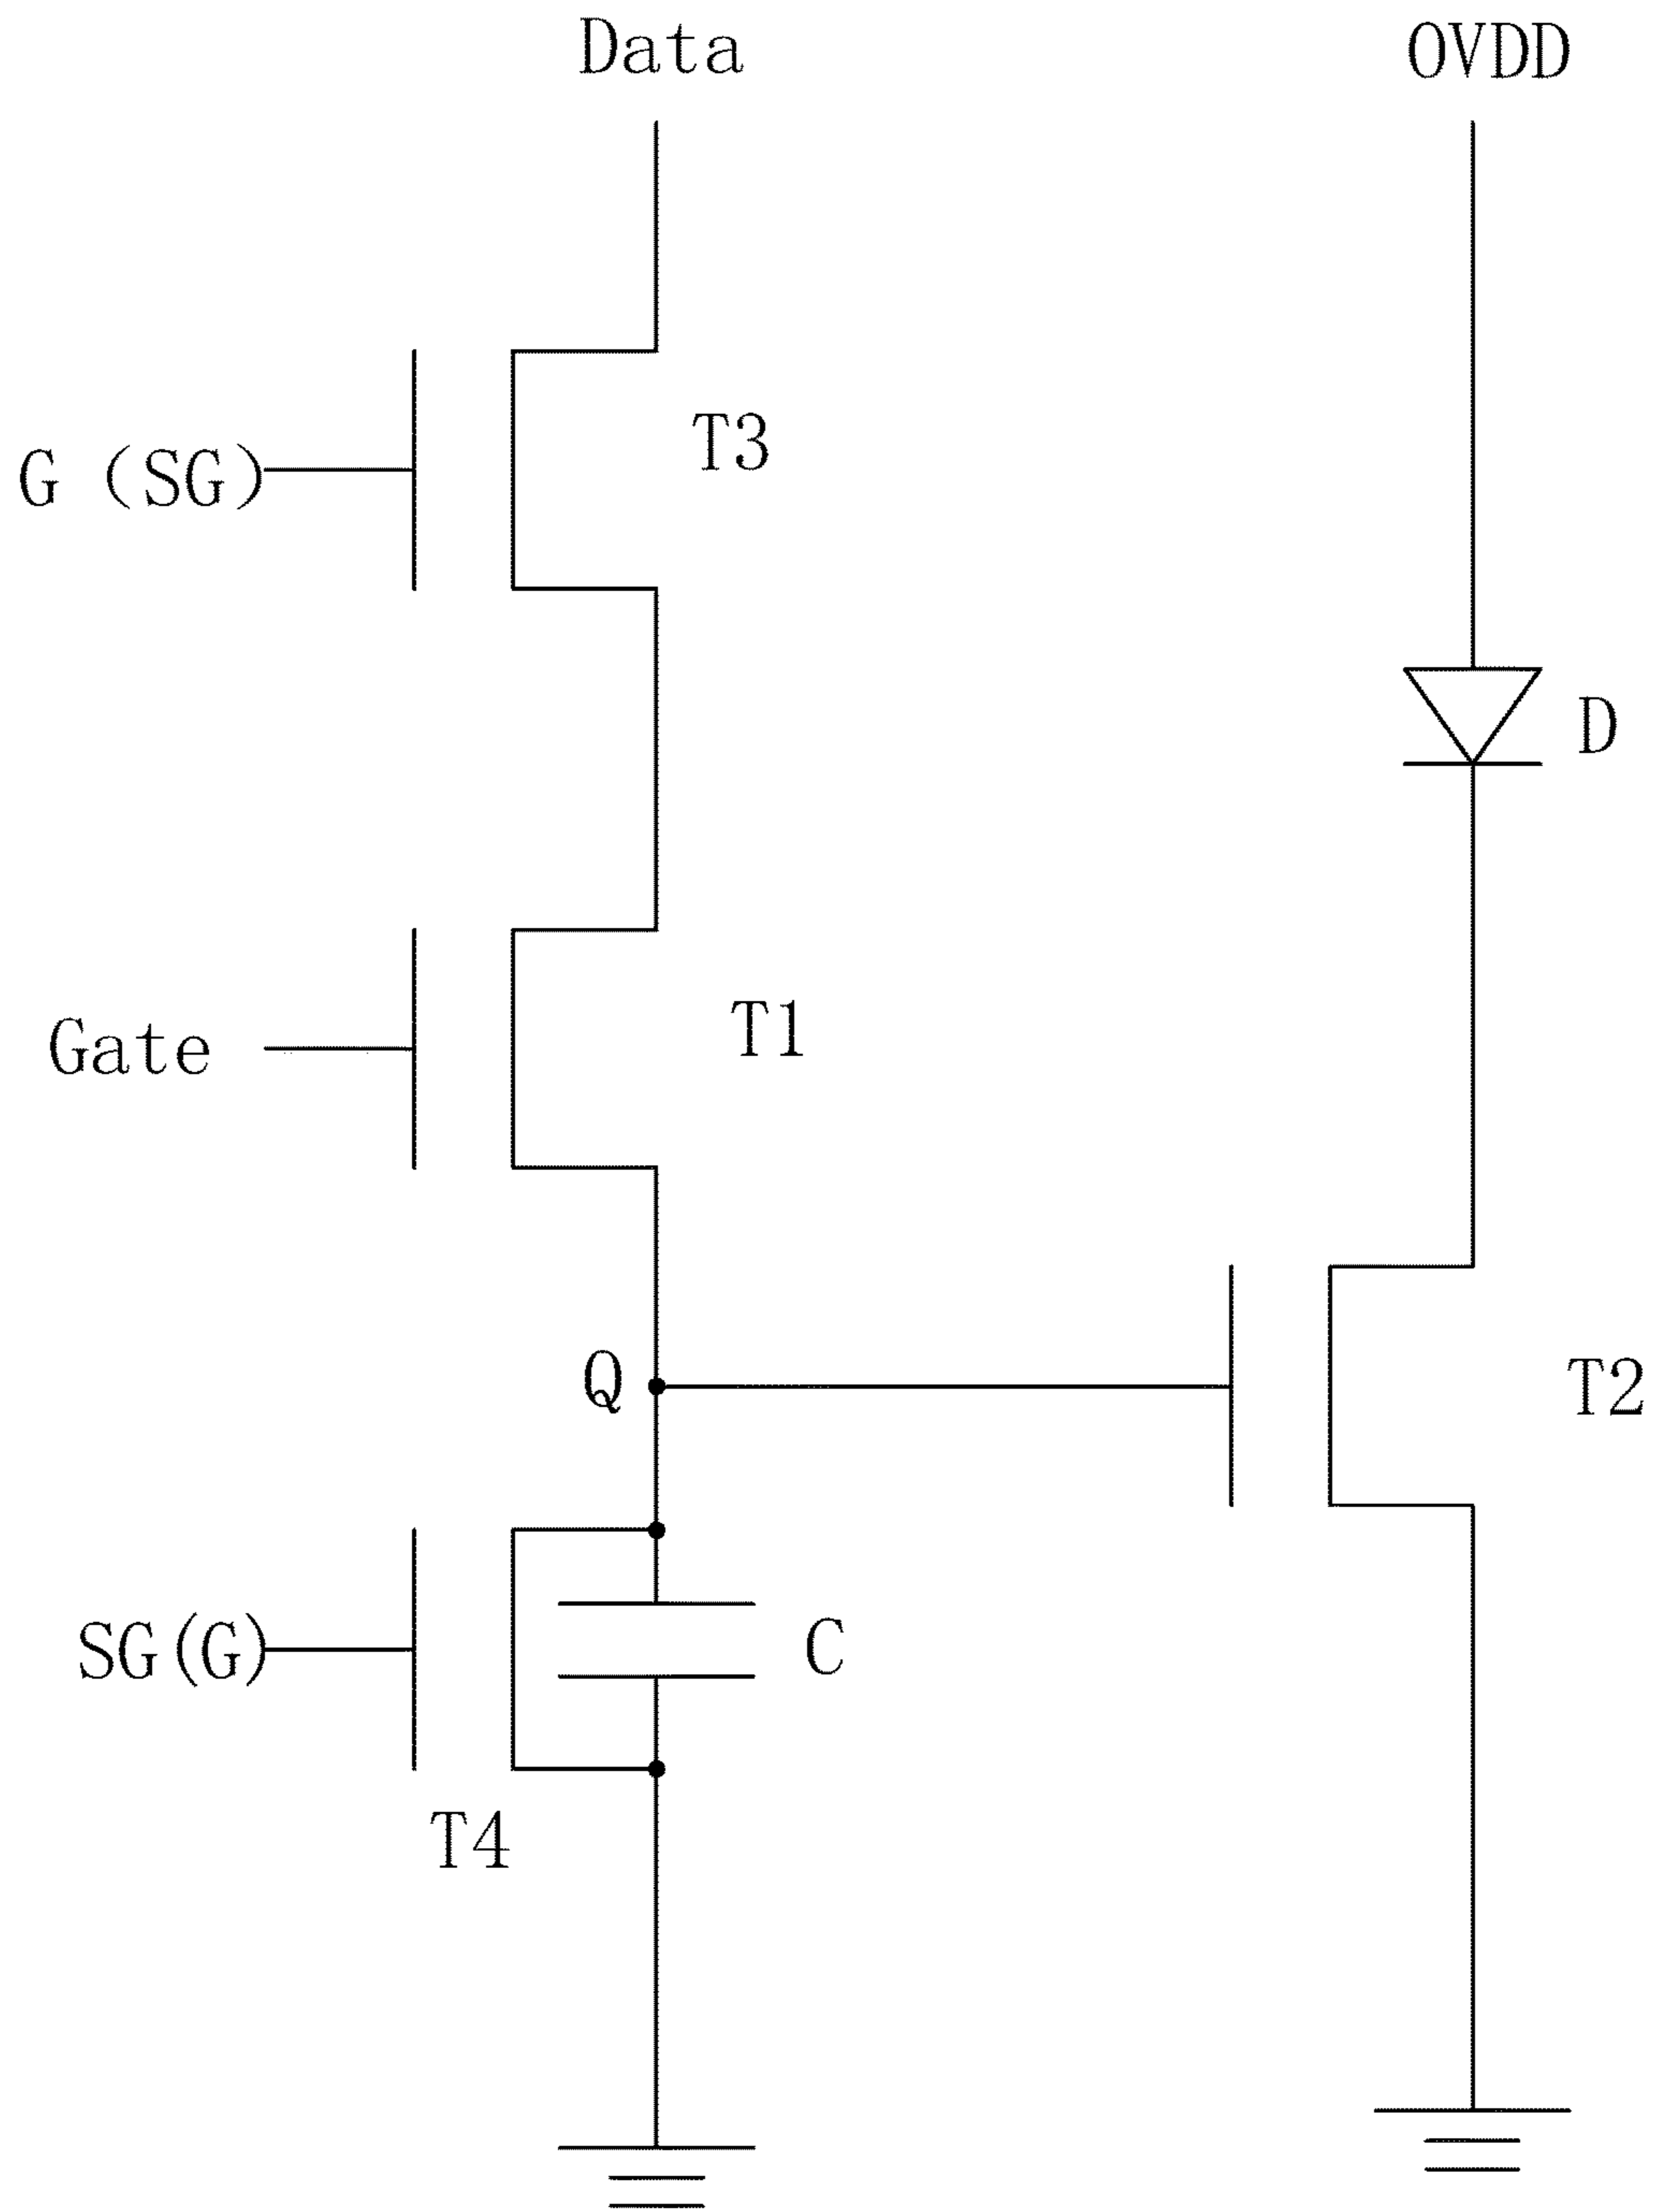 Data
OVDD
G (SG)
T3
D
Gate
T1
Q
T2
SG(G)
C
T4